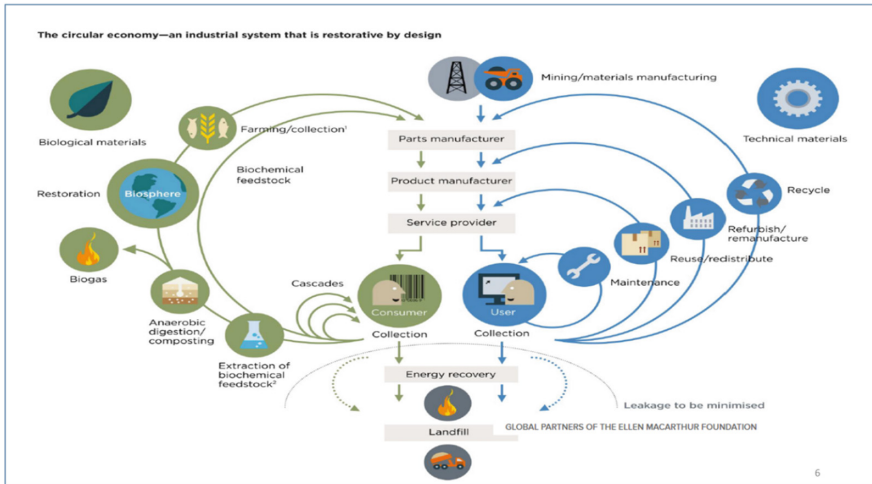 The circular economy—an industrial system that is restorative by design
Mining/materials manufacturing
Biological materials
Farming/collection¹
Technical materials
Parts manufacturer
Biochemical
feedstock
Product manufacturer
Restoration
Biosphere
Recycle
Service provider
Refurbish/
remanufacture
Reuse/redistribute
Biogas
Cascades
Maintenance
Consumer
User
Anaerobic
digestion/
composting
Collection
Collection
Extraction of
biochemical
feedstock²
Energy recovery
Leakage to be minimised
Landfill
GLOBAL PARTNERS OF THE ELLEN MACARTHUR FOUNDATION
6